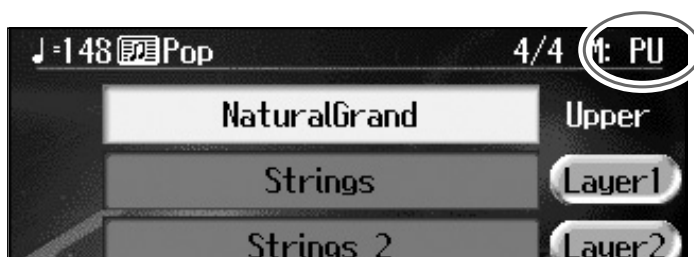 ♩=148 Pop 4/4 M: PU
NaturalGrand Upper
Strings Layer1
Strings 2 Layer2